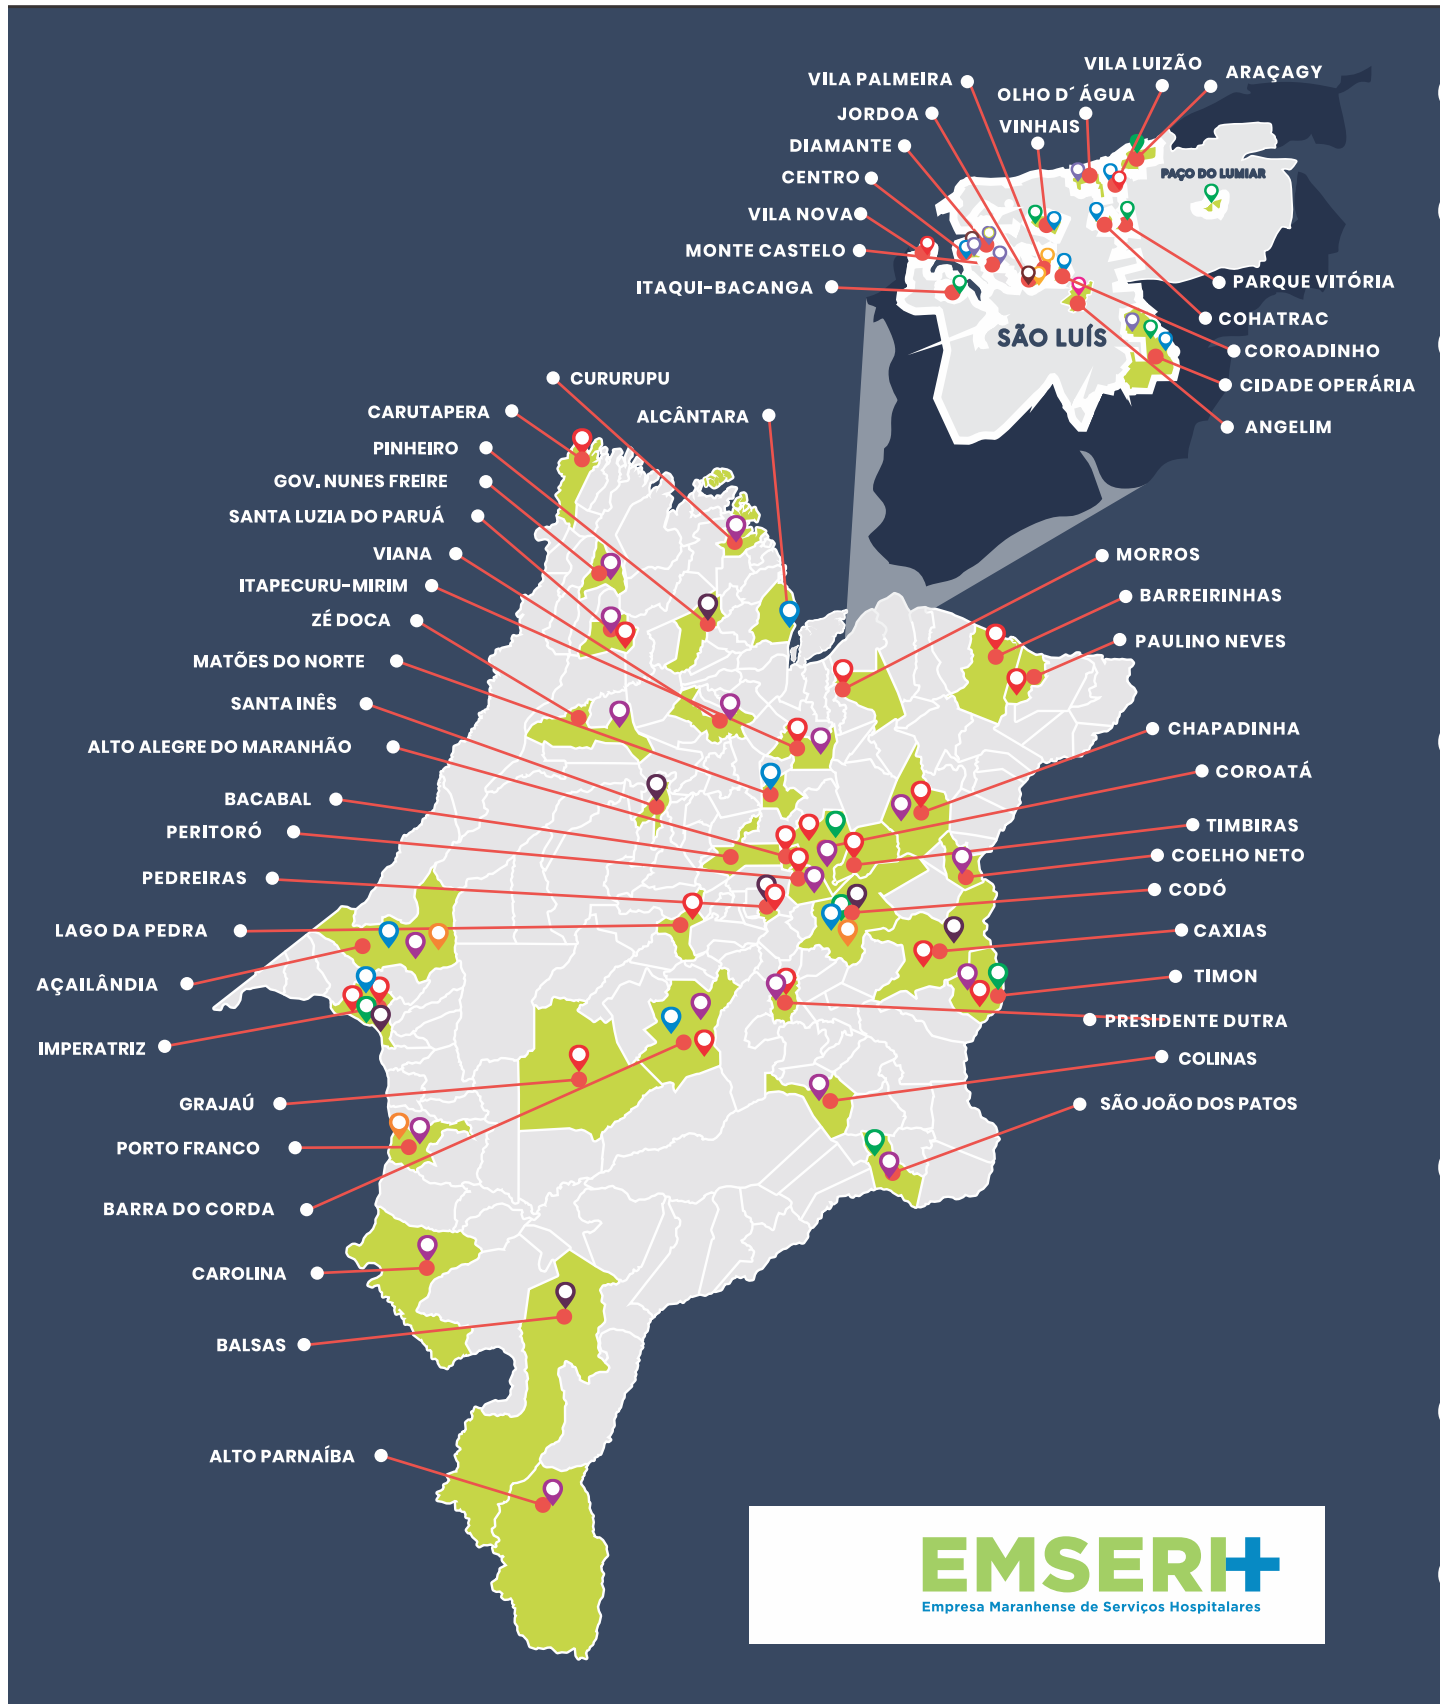 VILA LUIZÃO
ARAÇAGY
VILA PALMEIRA
OLHO D´ ÁGUA
JORDOA
VINHAIS
DIAMANTE
PAÇO DO LUMIAR
CENTRO
VILA NOVA
MONTE CASTELO
PARQUE VITÓRIA
ITAQUI-BACANGA
COHATRAC
SÃO LUÍS
COROADINHO
CIDADE OPERÁRIA
ANGELIM
CURURUPU
CARUTAPERA
ALCÂNTARA
PINHEIRO
GOV. NUNES FREIRE
SANTA LUZIA DO PARUÁ
VIANA
MORROS
ITAPECURU-MIRIM
BARREIRINHAS
ZÉ DOCA
PAULINO NEVES
MATÕES DO NORTE
SANTA INÊS
CHAPADINHA
ALTO ALEGRE DO MARANHÃO
COROATÁ
BACABAL
TIMBIRAS
PERITORÓ
COELHO NETO
PEDREIRAS
CODÓ
LAGO DA PEDRA
CAXIAS
AÇAILÂNDIA
TIMON
PRESIDENTE DUTRA
IMPERATRIZ
COLINAS
GRAJAÚ
SÃO JOÃO DOS PATOS
PORTO FRANCO
BARRA DO CORDA
CAROLINA
BALSAS
ALTO PARNAÍBA
EMSERH
Empresa Maranhense de Serviços Hospitalares